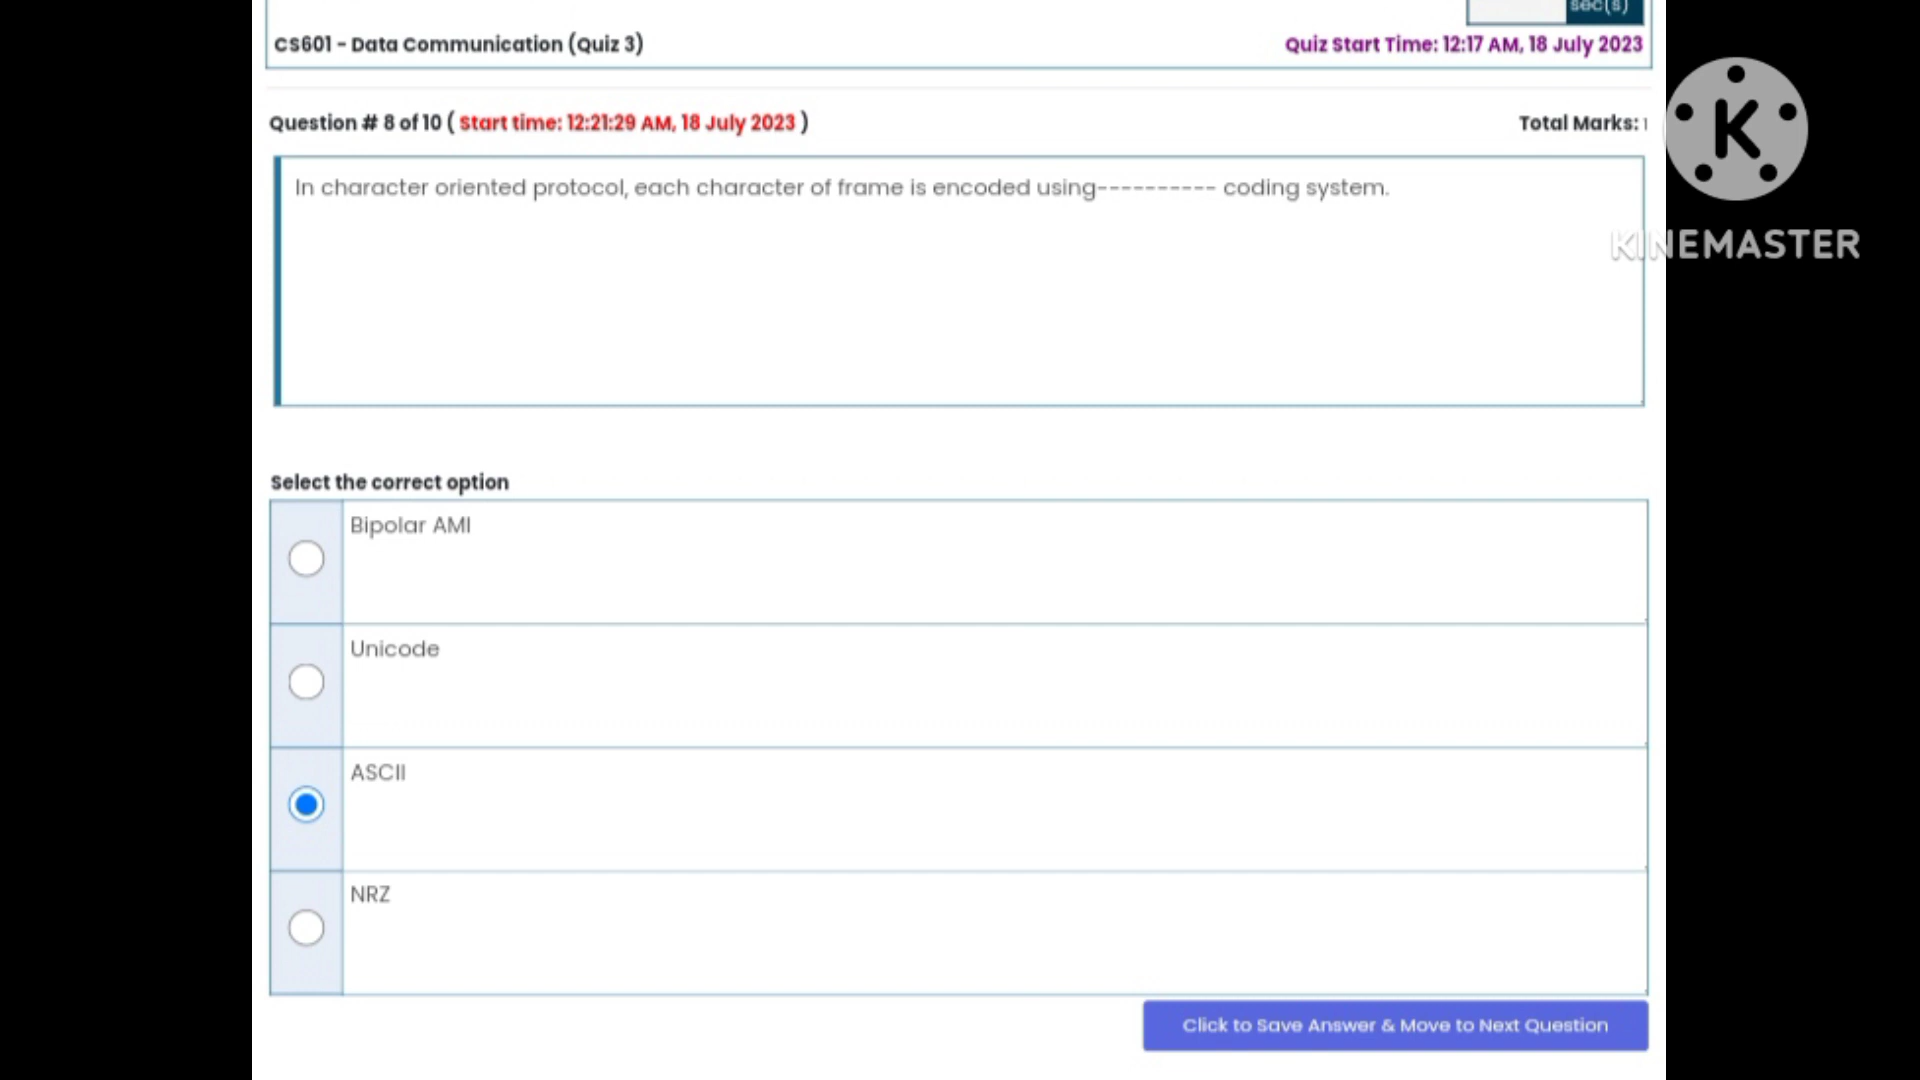 sec(s)
CS601 - Data Communication (Quiz 3)
Quiz Start Time: 12:17 AM, 18 July 2023
Question # 8 of 10 ( Start time: 12:21:29 AM, 18 July 2023 )
Total Marks: 1
K
KINEMASTER
In character oriented protocol, each character of frame is encoded using---------- coding system.
Select the correct option
Bipolar AMI
Unicode
ASCII
NRZ
Click to Save Answer & Move to Next Question